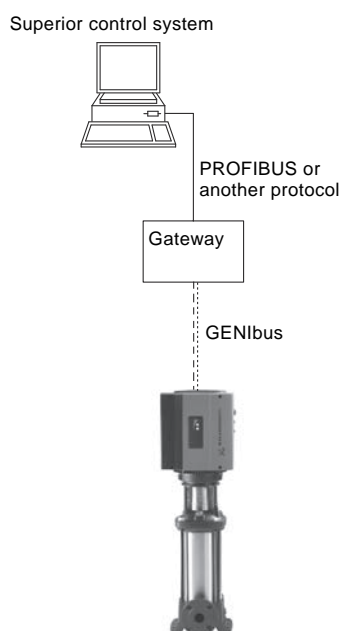 Superior control system
PROFIBUS or
another protocol
Gateway
GENIbus